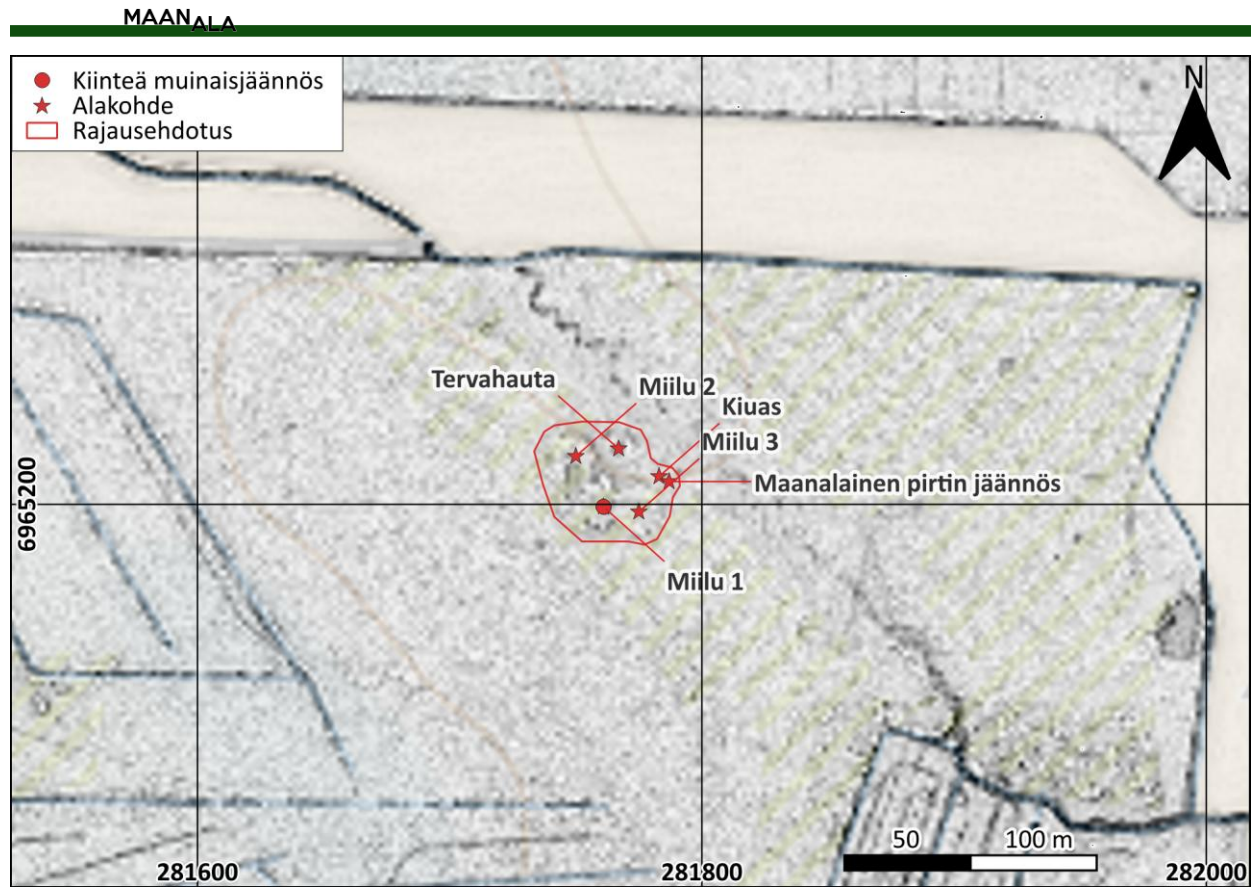 MAANALA
Kiinteä muinaisjäännös
Alakohde
Rajausehdotus
N
Tervahauta
Miilu 2
Kiuas
Miilu 3
Maanalainen pirtin jäännös
Miilu 1
6965200
50 100 m
281600 281800 282000